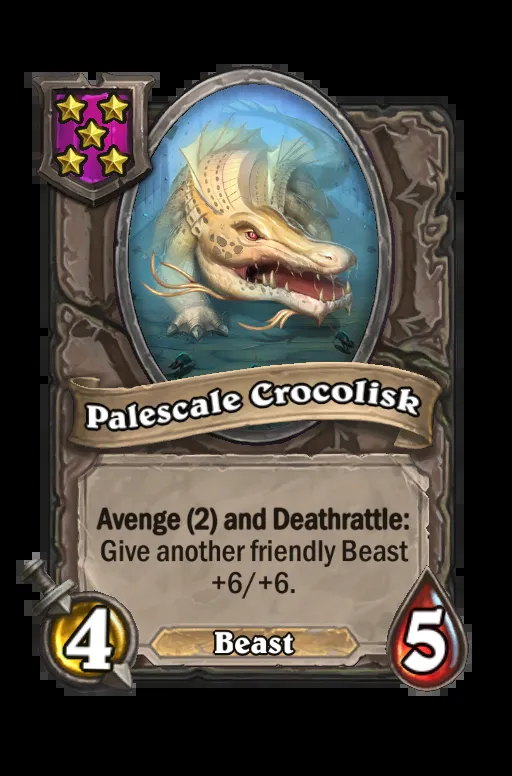 Palescale Crocolisk
Avenge (2) and Deathrattle:
Give another friendly Beast
+6/+6.
4
Beast
5